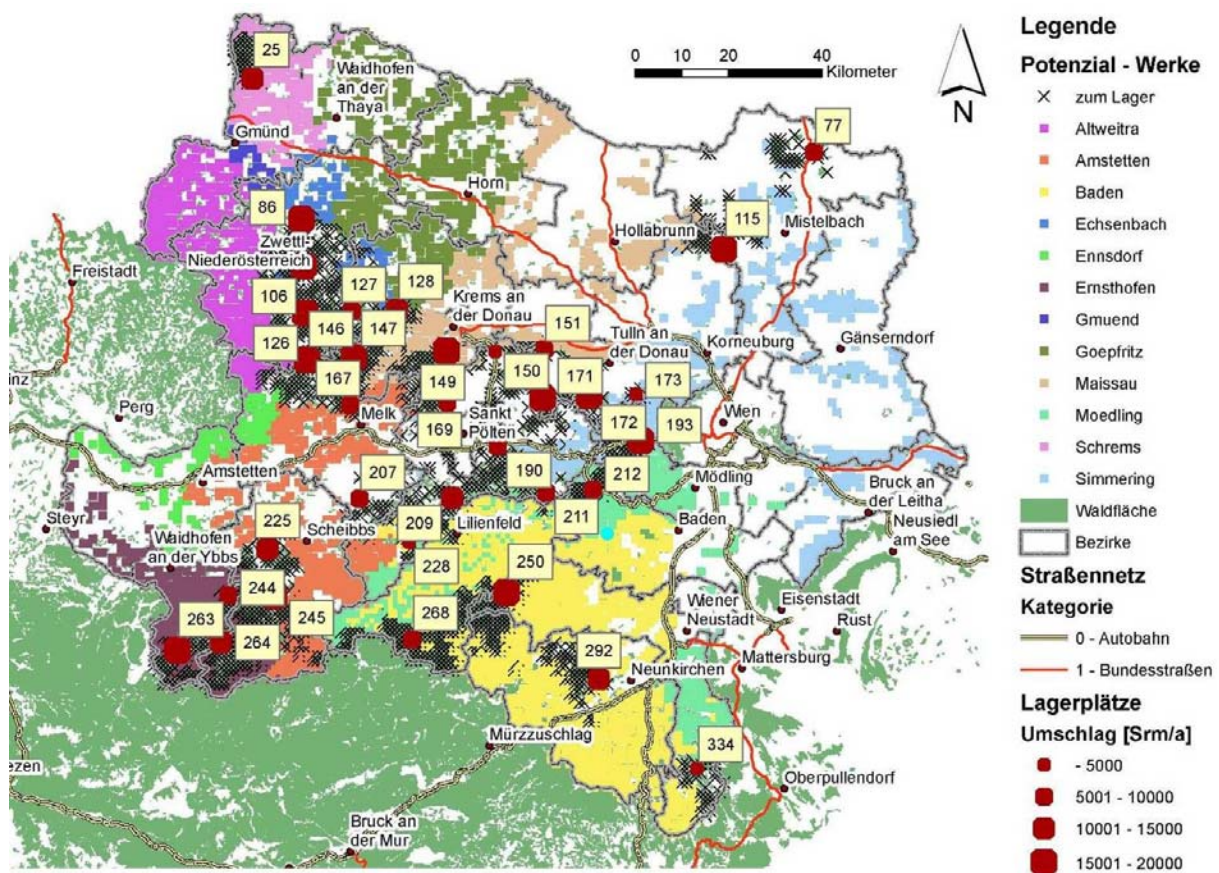 25
Waidhofen
an der
Thaya
Gmünd
0 10 20 40
Kilometer
N
77
86
Horn
Zwettl-
Niederösterreich
Hollabrunn
115
Mistelbach
Freistadt
106
127
128
Krems an
der Donau
126
146
147
151
Tulln an
der Donau
Korneuburg
Gänserndorf
167
149
150
171
173
Perg
Melk
169
Sankt
Pölten
172
193
Wien
Amstetten
207
190
212
Mödling
Bruck an
der Leitha
Steyr
225
Scheibbs
209
Lilienfeld
211
Baden
Neusiedl
am See
Waidhofen
an der Ybbs
228
250
244
245
268
Wiener
Neustadt
Eisenstadt
Rust
263
264
292
Neunkirchen
Mattersburg
Mürzzuschlag
334
ezen
Oberpullendorf
Bruck an
der Mur
Legende
Potenzial - Werke
zum Lager
Altweitra
Amstetten
Baden
Echsenbach
Ennsdorf
Ernsthofen
Gmuend
Goepfritz
Maissau
Moedling
Schrems
Simmering
Waldfläche
Bezirke
Straßennetz
Kategorie
0 - Autobahn
1 - Bundesstraßen
Lagerplätze
Umschlag [Srm/a]
- 5000
5001 - 10000
10001 - 15000
15001 - 20000